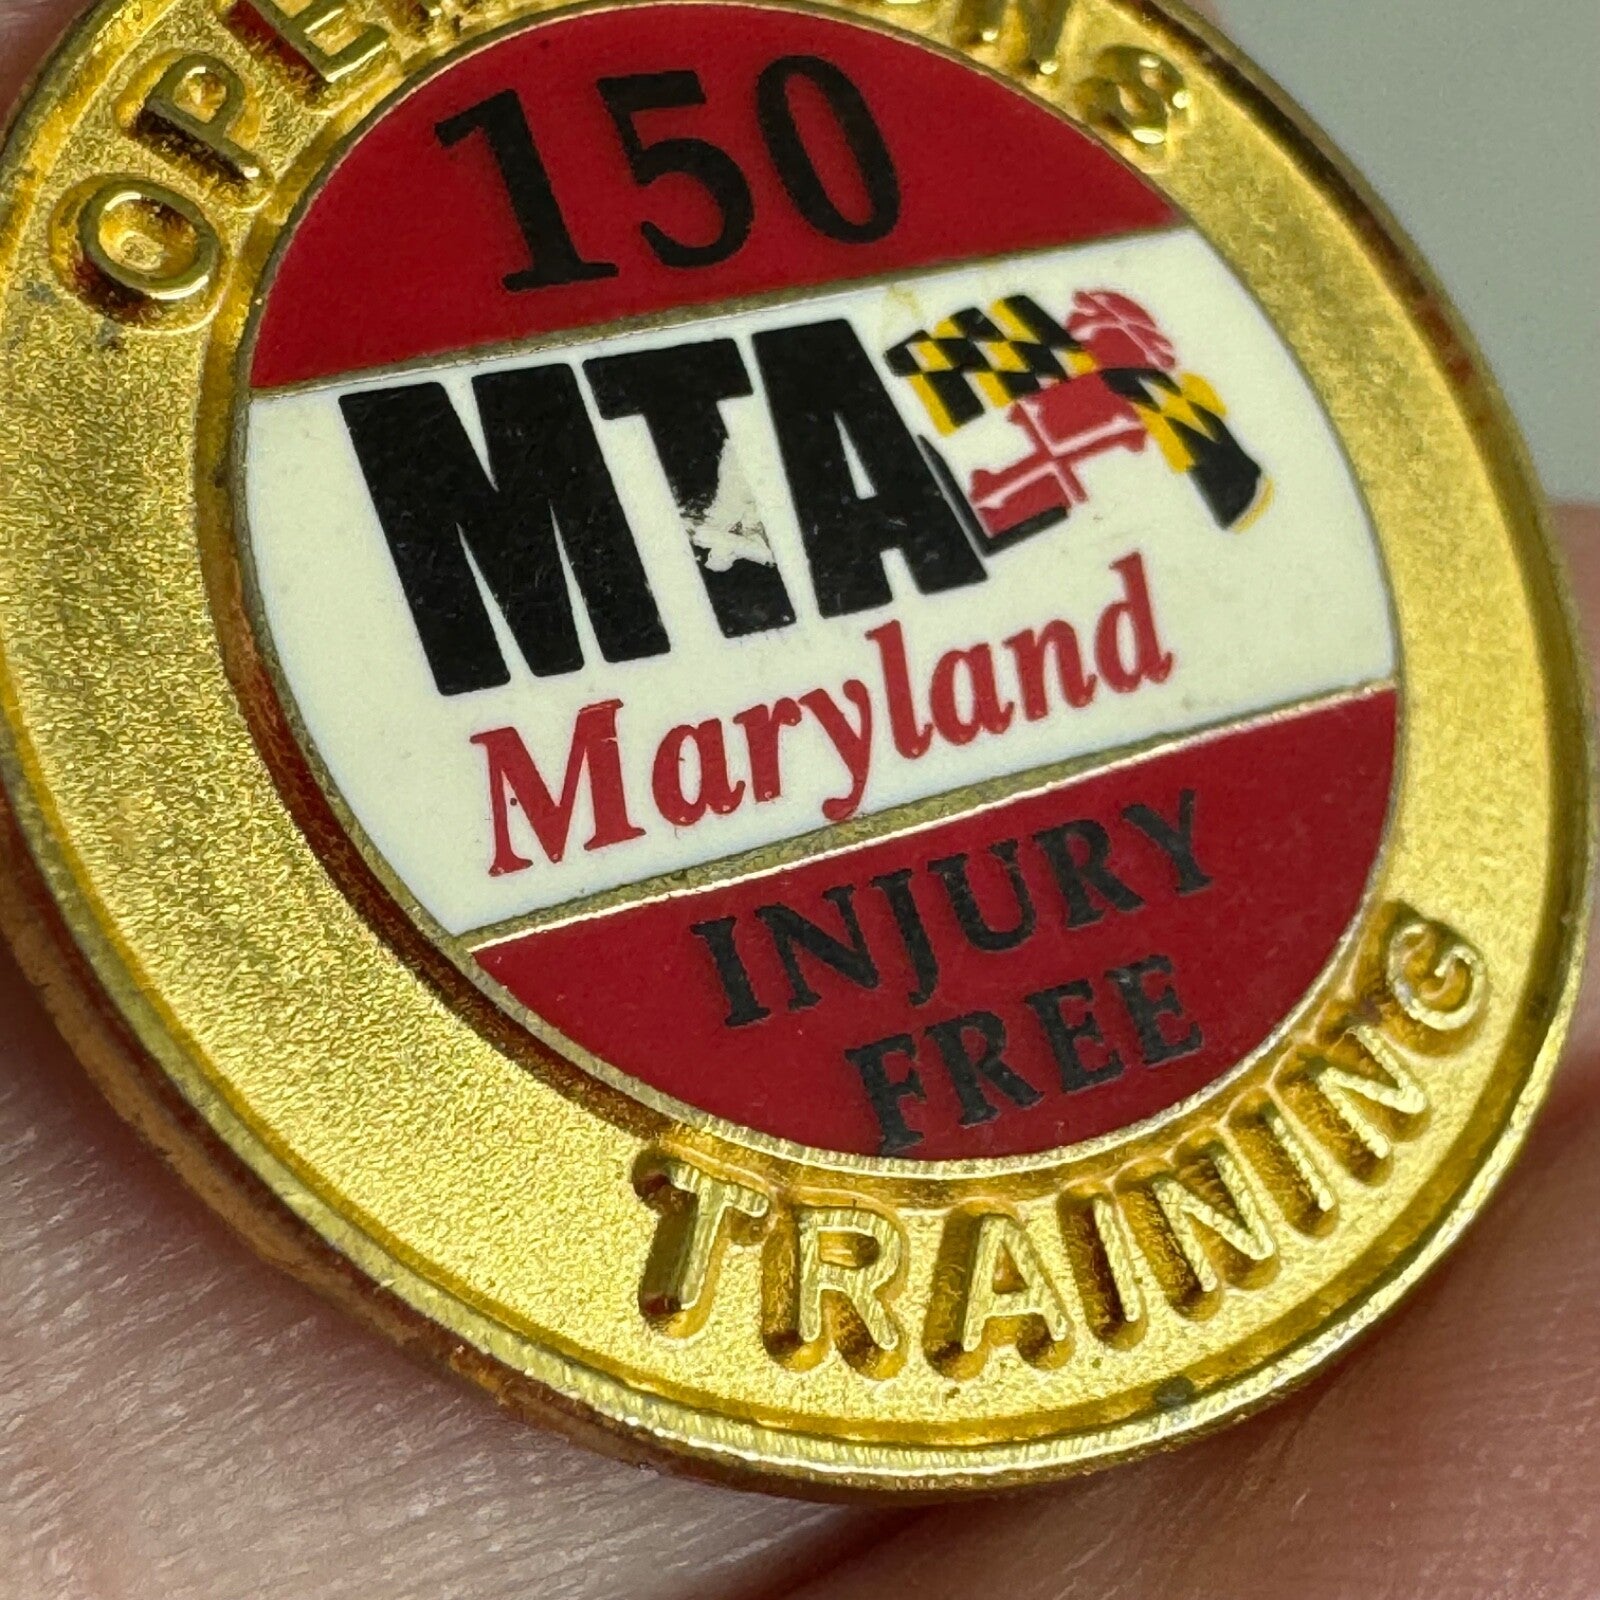 150
MTA
Maryland
INJURY
FREE
TRAINING